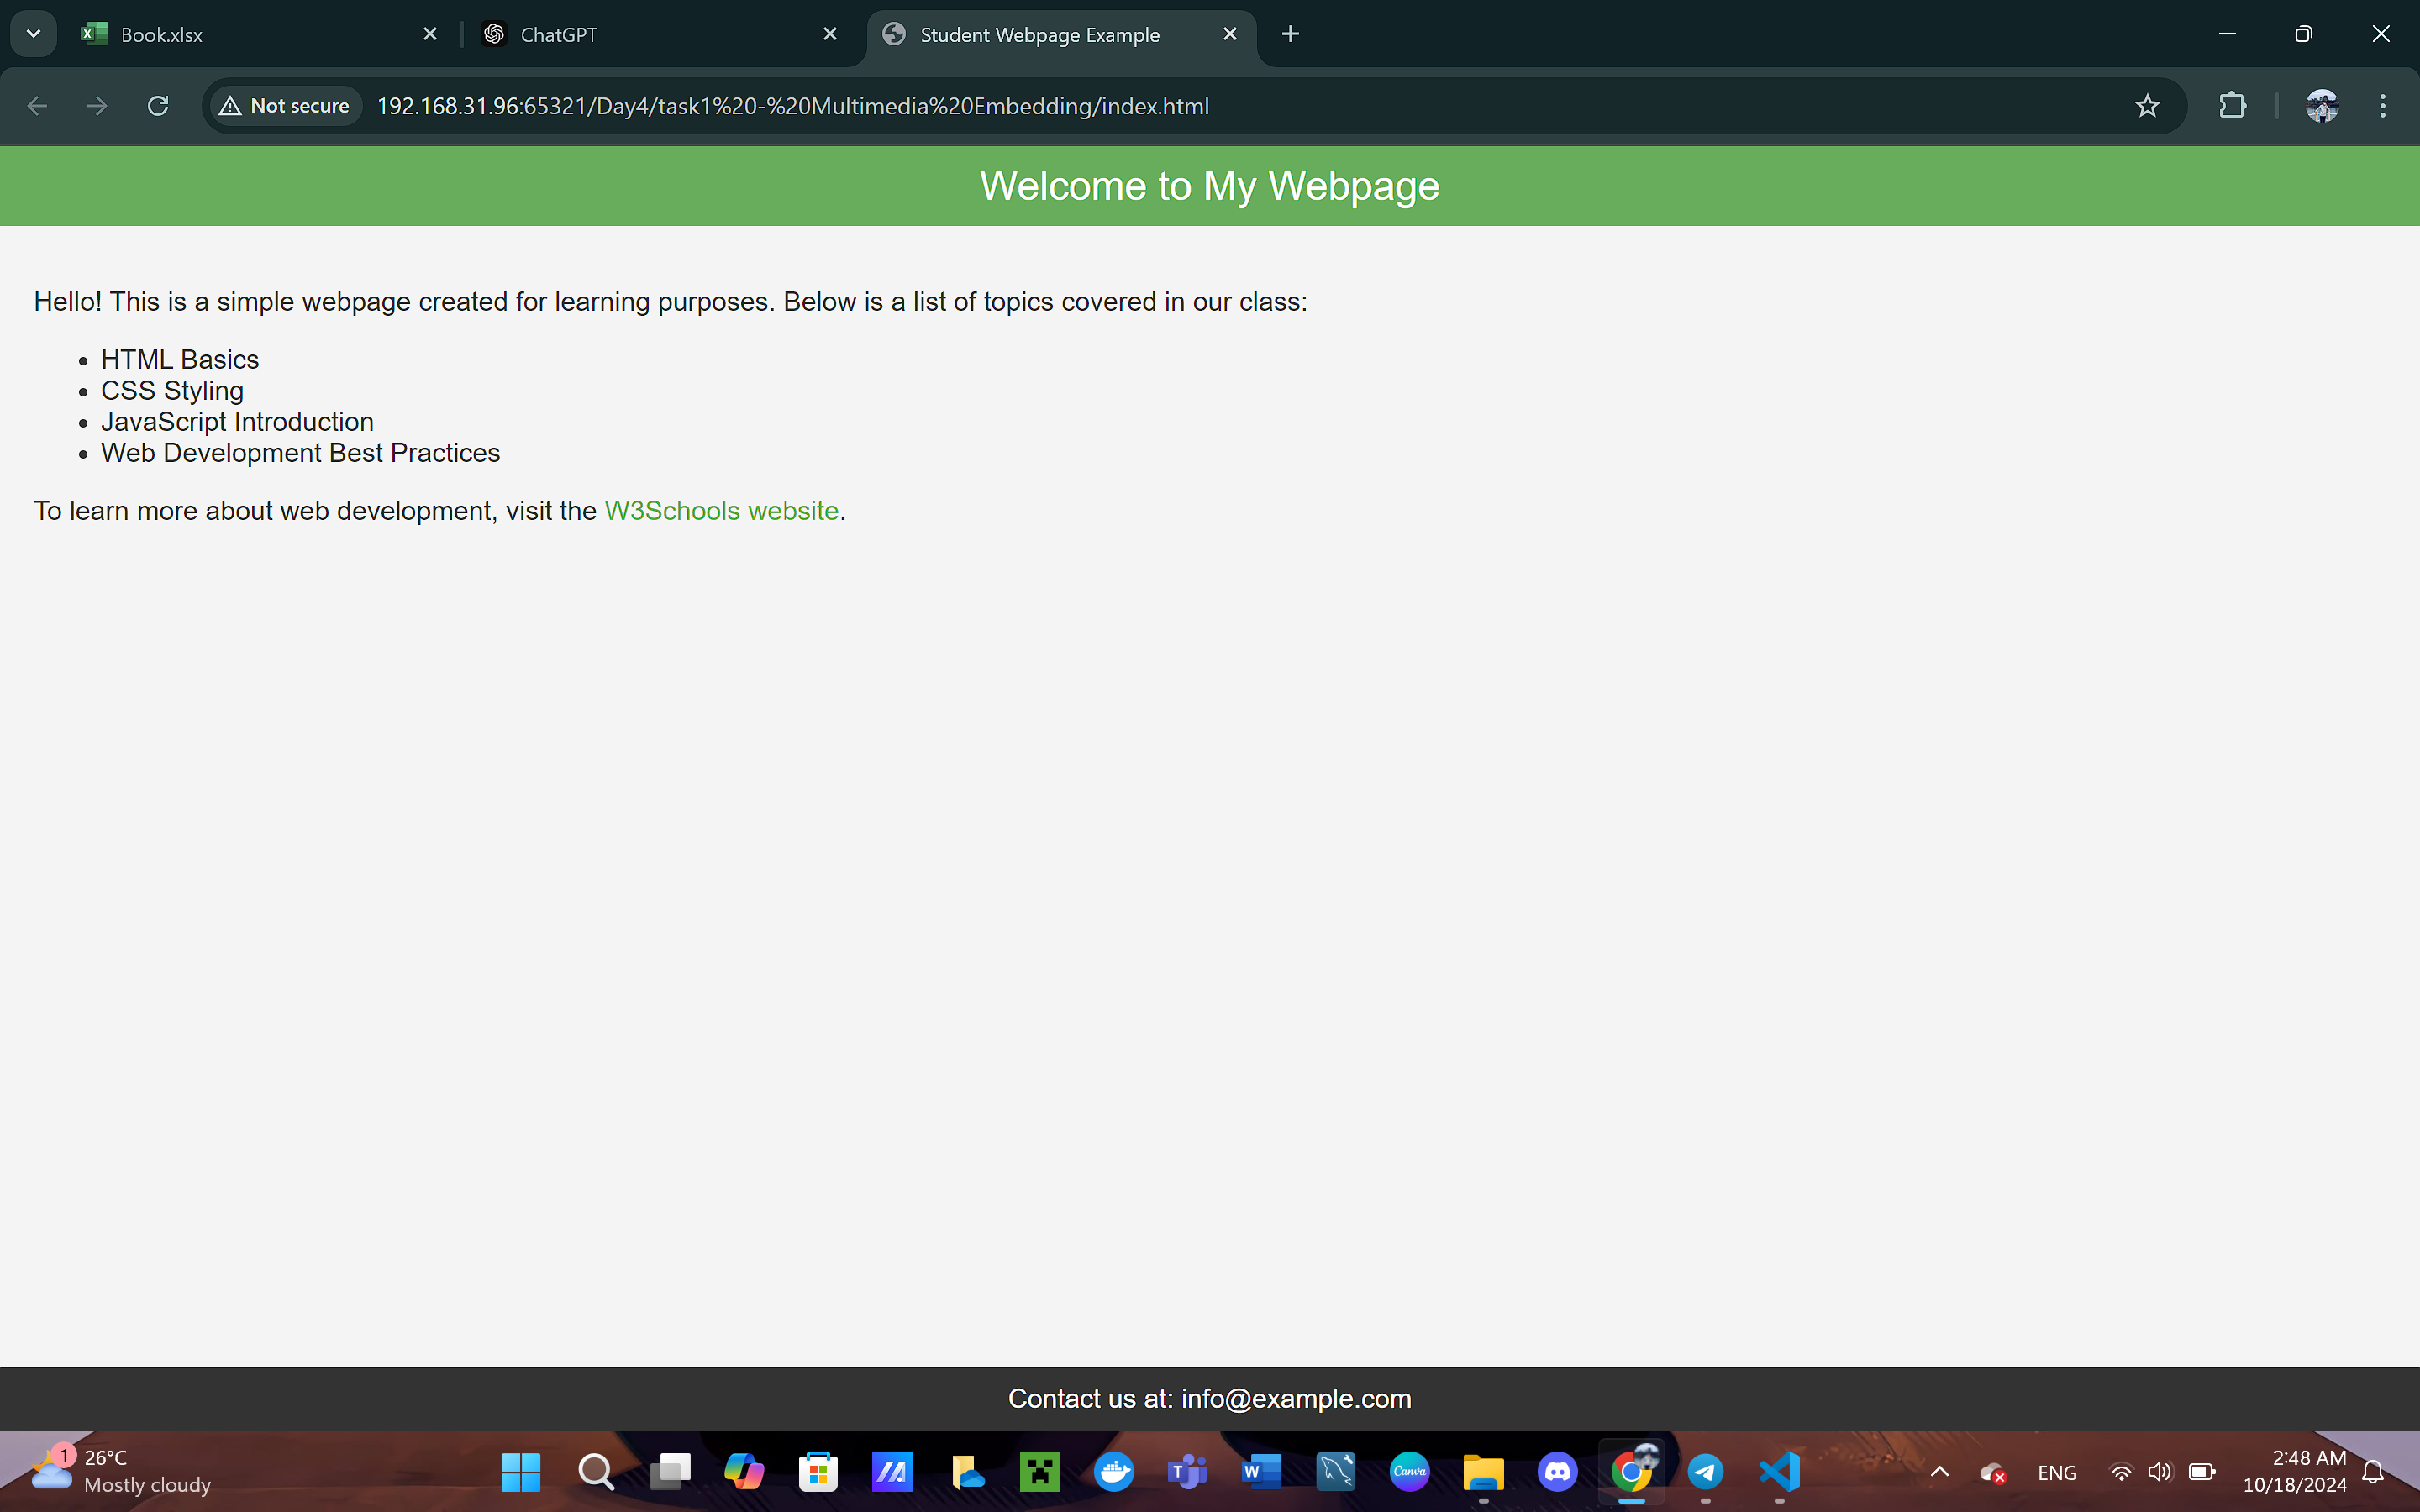 Book.xlsx
ChatGPT
Student Webpage Example
Not secure
192.168.31.96:65321/Day4/task1%20-%20Multimedia%20Embedding/index.html
Welcome to My Webpage
Hello! This is a simple webpage created for learning purposes. Below is a list of topics covered in our class:
HTML Basics
CSS Styling
JavaScript Introduction
Web Development Best Practices
To learn more about web development, visit the W3Schools website.
Contact us at: info@example.com
1
26°C
Mostly cloudy
T
W
Canva
ENG
2:48 AM
10/18/2024